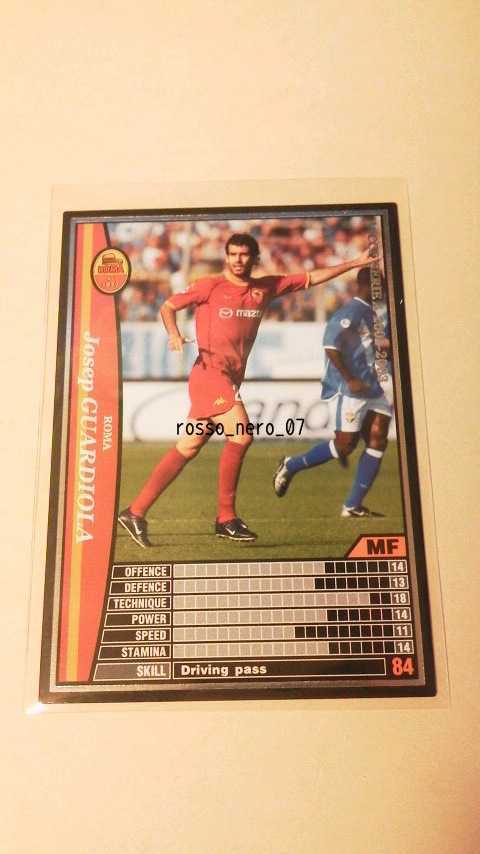 ROMA
Josep GUARDIOLA
mazda
rosso_nero_07
MF
OFFENCE 14
DEFENCE 13
TECHNIQUE 18
POWER 14
SPEED 11
STAMINA 14
SKILL Driving pass 84